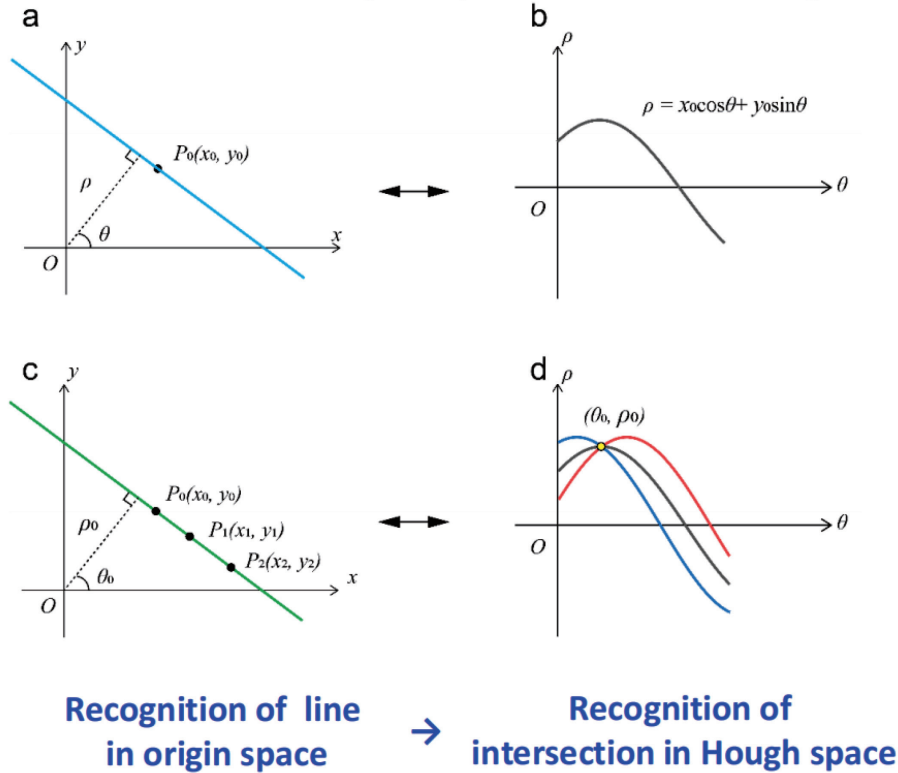 a
y
P₀(x₀, y₀)
ρ
θ
x
O
b
ρ
ρ = x₀cosθ+ y₀sinθ
θ
O
c
y
P₀(x₀, y₀)
P₁(x₁, y₁)
P₂(x₂, y₂)
ρ₀
θ₀
x
O
d
ρ
(θ₀, ρ₀)
θ
O
Recognition of line
in origin space
→
Recognition of
intersection in Hough space